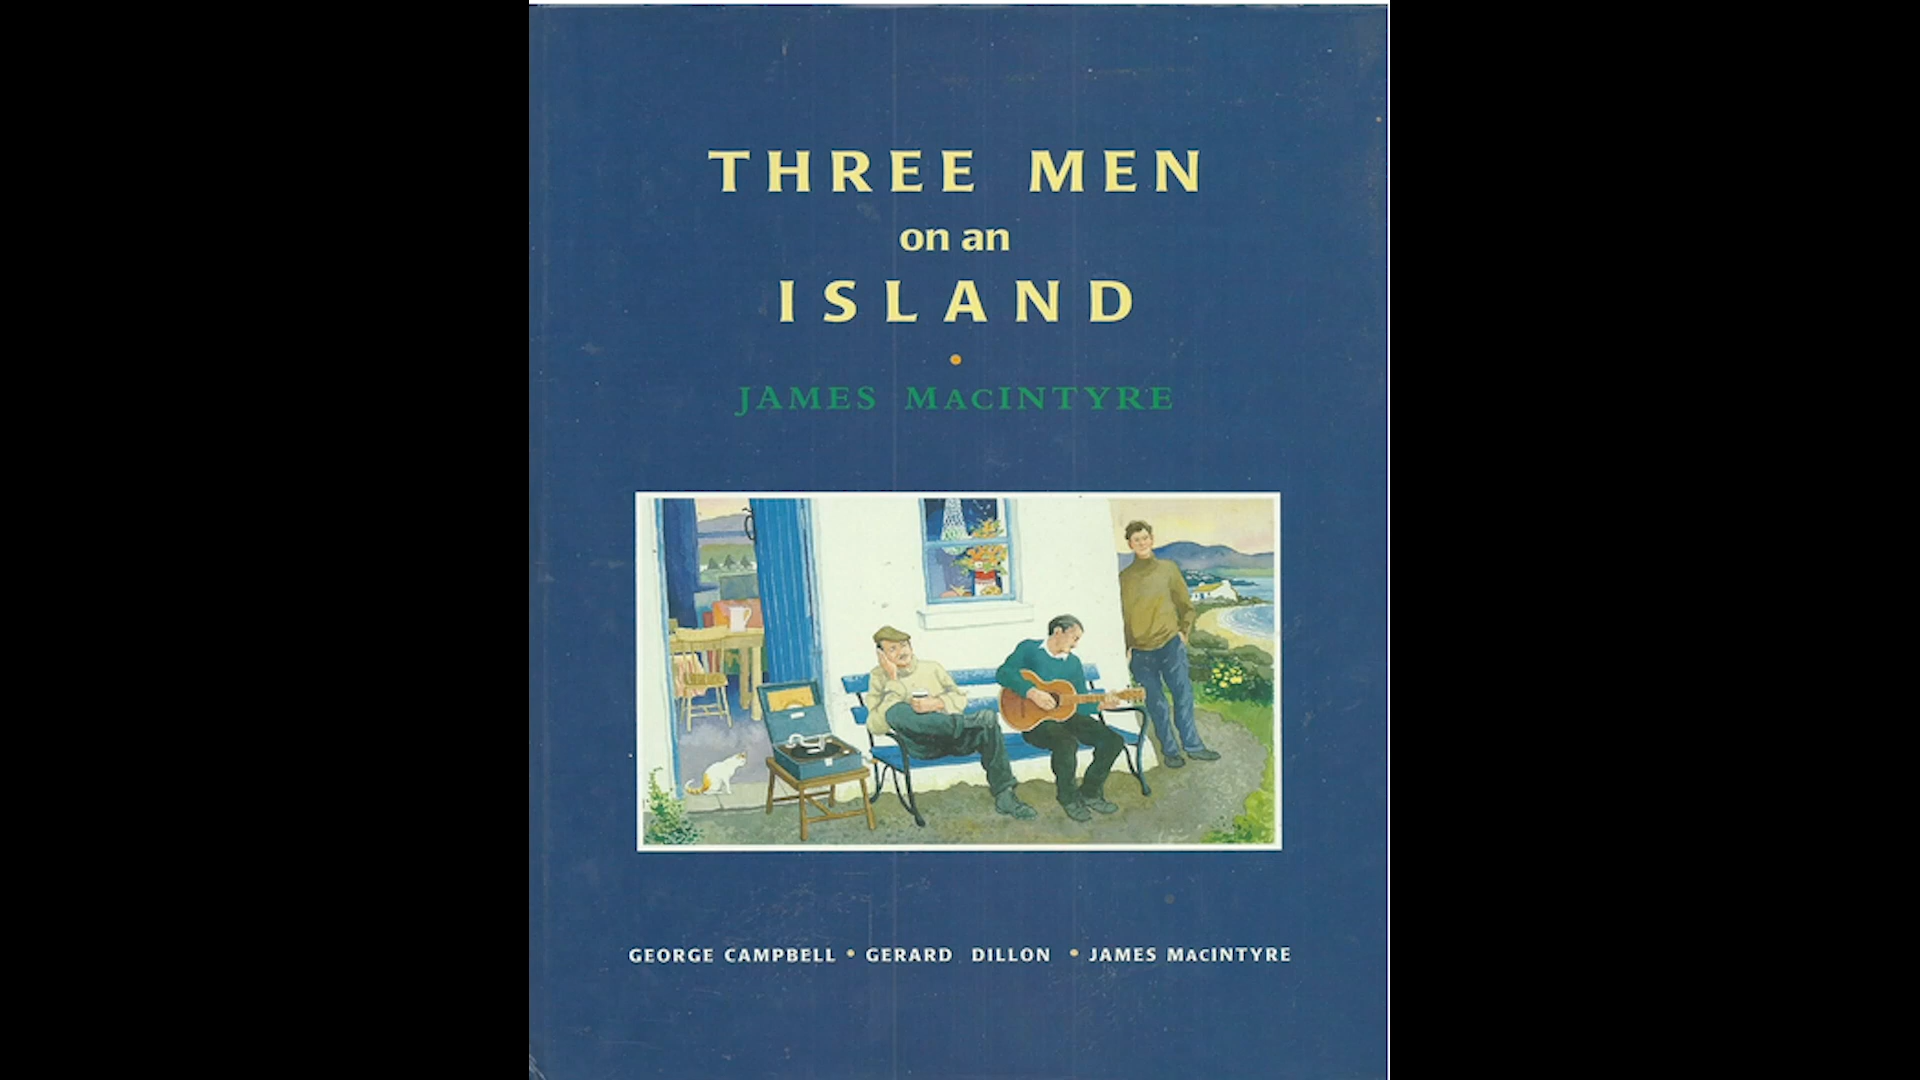 THREE MEN
on an
ISLAND
JAMES MACINTYRE
GEORGE CAMPBELL • GERARD DILLON • JAMES MACINTYRE